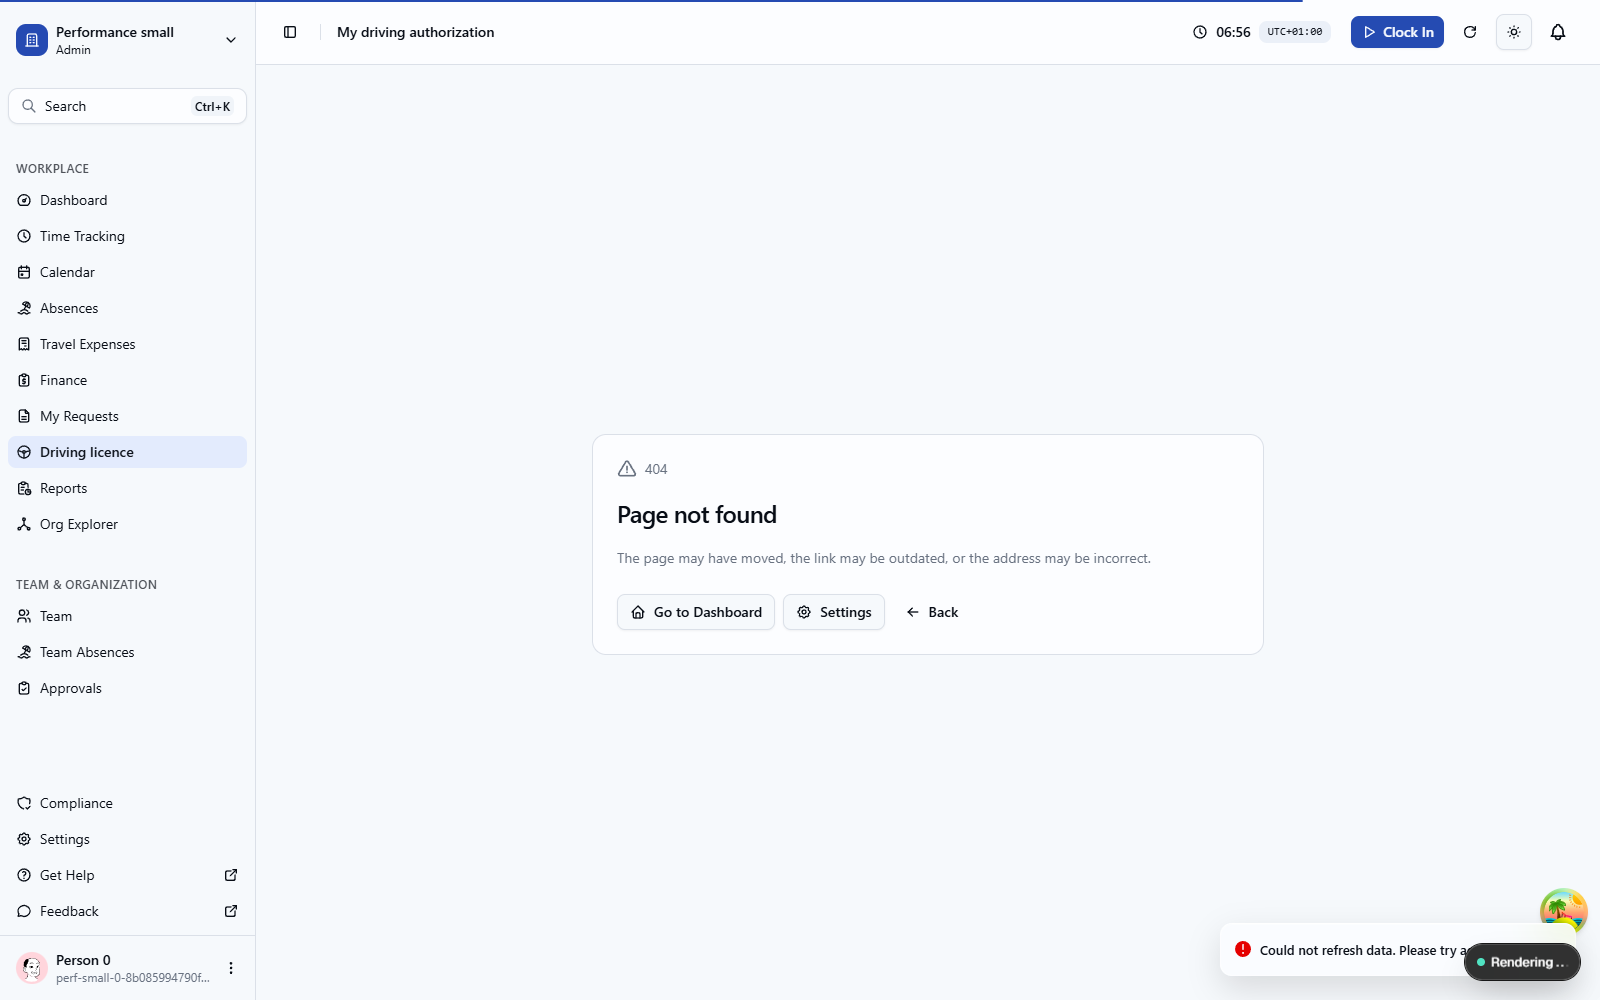 Performance small
Admin
Search
Ctrl+K
WORKPLACE
Dashboard
Time Tracking
Calendar
Absences
Travel Expenses
Finance
My Requests
Driving licence
Reports
Org Explorer
TEAM & ORGANIZATION
Team
Team Absences
Approvals
Compliance
Settings
Get Help
Feedback
Person 0
perf-small-0-8b085994790f...
My driving authorization
06:56
UTC+01:00
Clock In
404
Page not found
The page may have moved, the link may be outdated, or the address may be incorrect.
Go to Dashboard
Settings
Back
Could not refresh data. Please try
Rendering ...